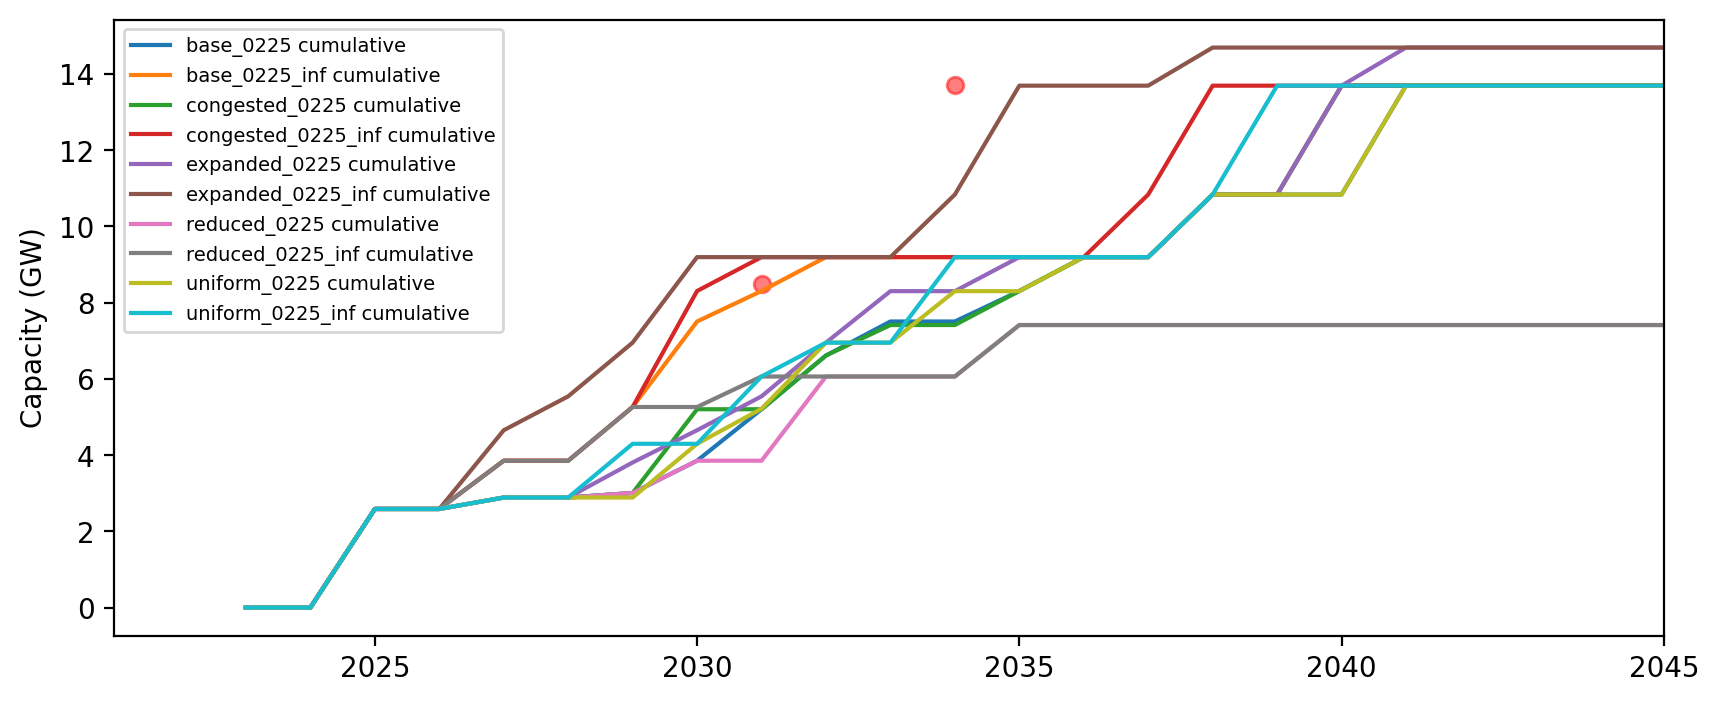 base_0225 cumulative
base_0225_inf cumulative
congested_0225 cumulative
congested_0225_inf cumulative
expanded_0225 cumulative
expanded_0225_inf cumulative
reduced_0225 cumulative
reduced_0225_inf cumulative
uniform_0225 cumulative
uniform_0225_inf cumulative
Capacity (GW)
14
12
10
8
6
4
2
0
2025
2030
2035
2040
2045